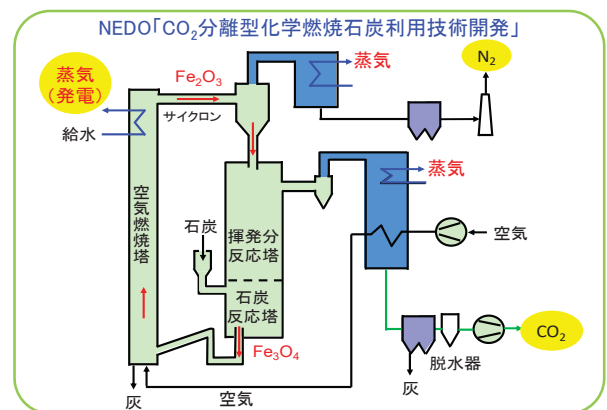 NEDO「CO₂分離型化学燃焼石炭利用技術開発」
蒸気
(発電)
Fe₂O₃
蒸気
N₂
サイクロン
給水
空気燃焼塔
石炭
揮発分
反応塔
石炭
反応塔
蒸気
空気
Fe₃O₄
CO₂
脱水器
灰
灰
空気